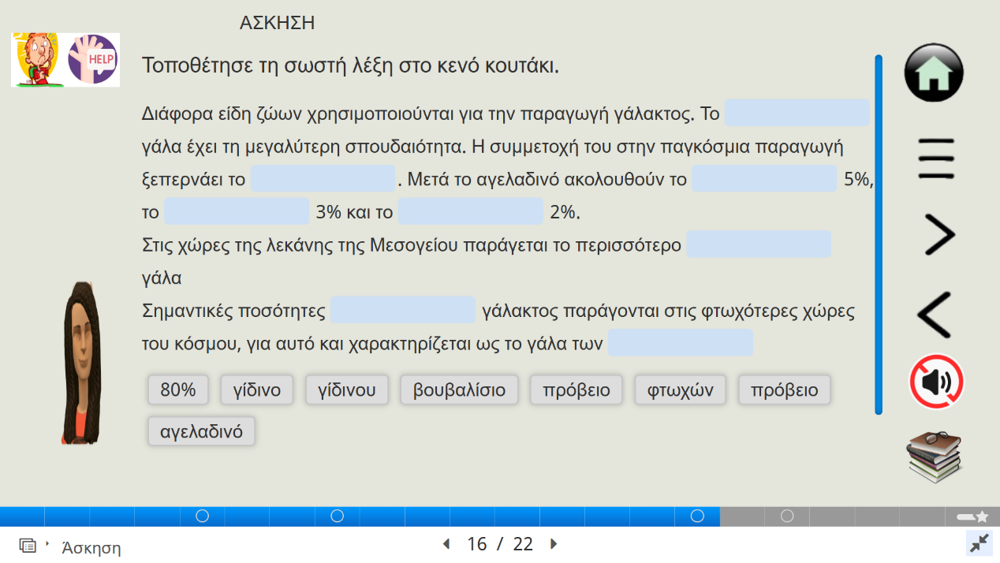 ΑΣΚΗΣΗ
HELP
Τοποθέτησε τη σωστή λέξη στο κενό κουτάκι.
Διάφορα είδη ζώων χρησιμοποιούνται για την παραγωγή γάλακτος. Το
γάλα έχει τη μεγαλύτερη σπουδαιότητα. Η συμμετοχή του στην παγκόσμια παραγωγή
ξεπερνάει το . Μετά το αγελαδινό ακολουθούν το 5%,
το 3% και το 2%.
Στις χώρες της λεκάνης της Μεσογείου παράγεται το περισσότερο
γάλα
Σημαντικές ποσότητες γάλακτος παράγονται στις φτωχότερες χώρες
του κόσμου, για αυτό και χαρακτηρίζεται ως το γάλα των
80% γίδινο γίδινου βουβαλίσιο πρόβειο φτωχών πρόβειο
αγελαδινό
Άσκηση 16 / 22